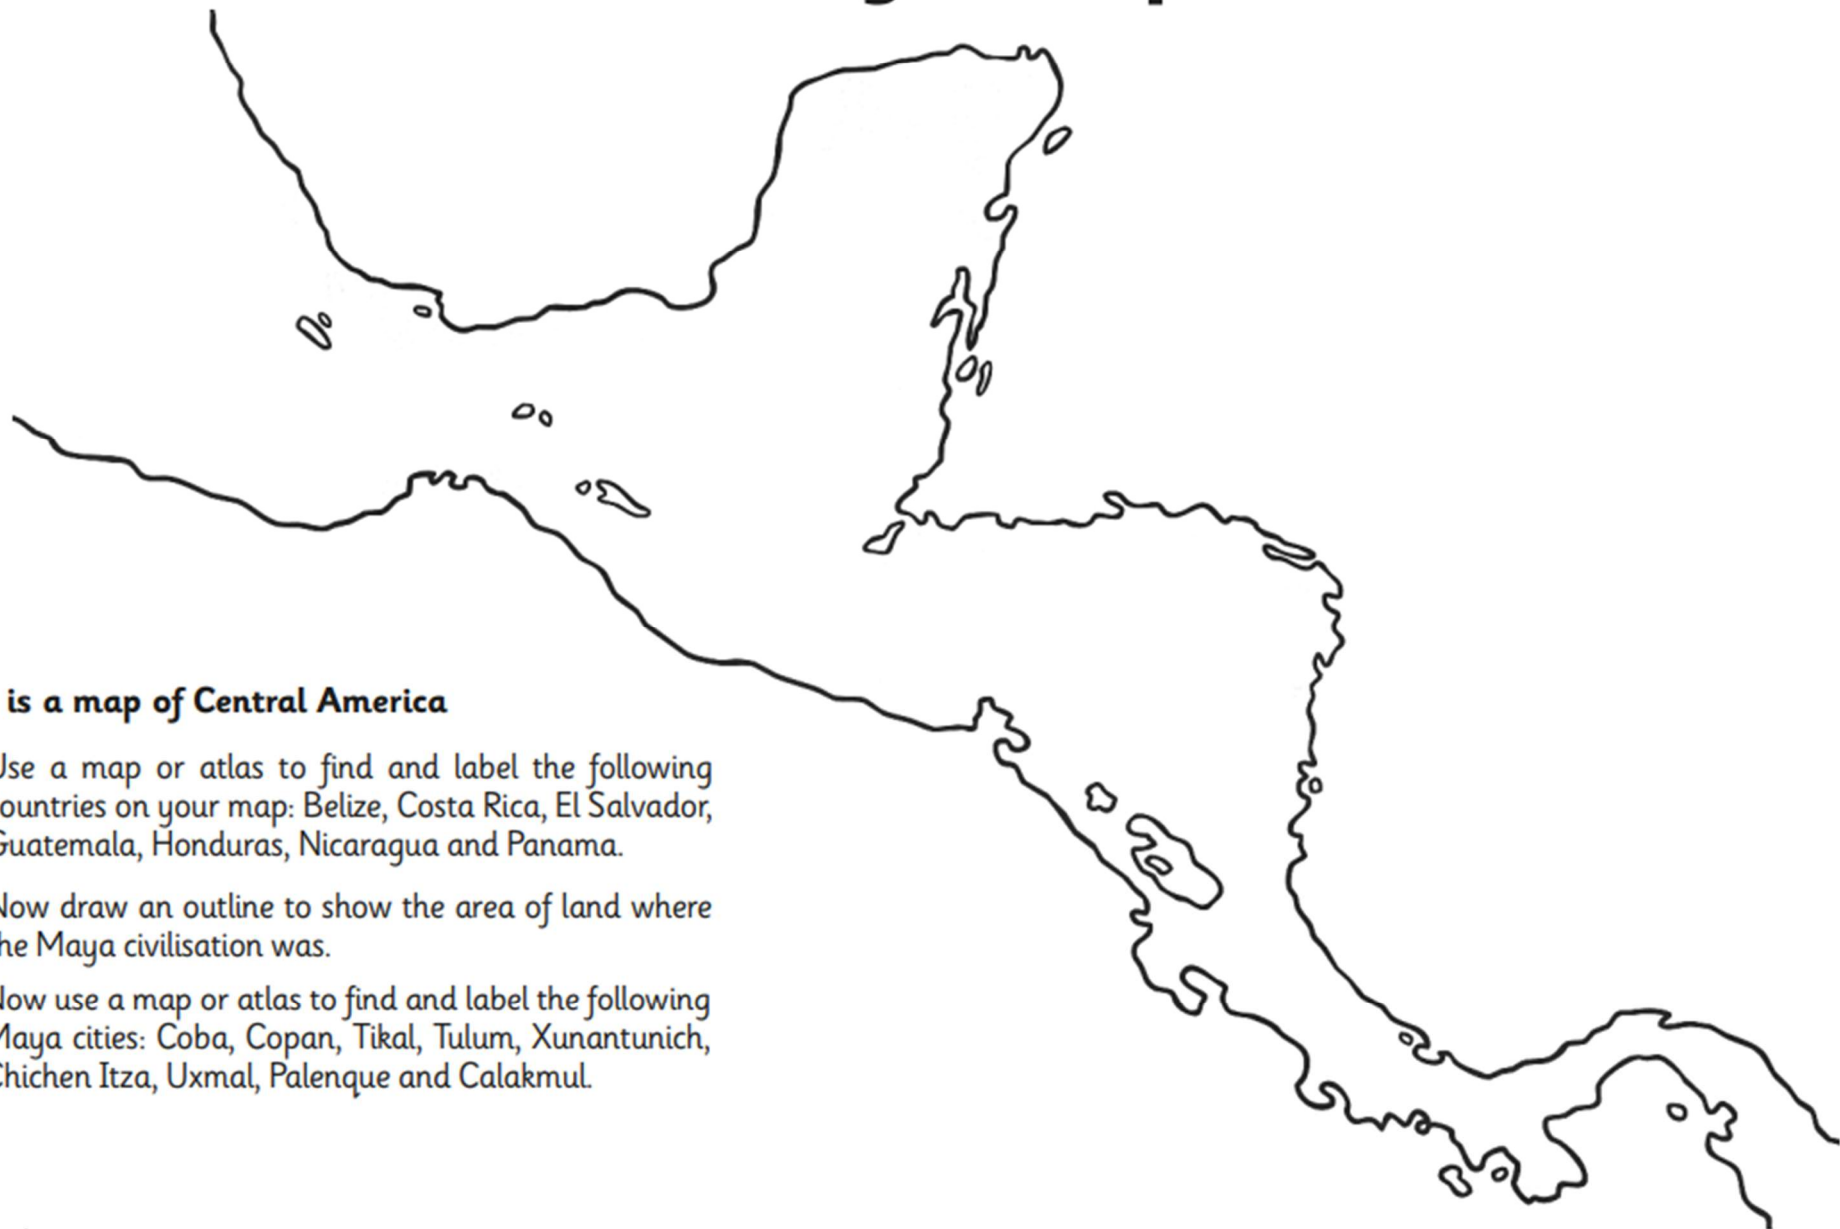 is a map of Central America
Use a map or atlas to find and label the following
ountries on your map: Belize, Costa Rica, El Salvador,
Guatemala, Honduras, Nicaragua and Panama.
Now draw an outline to show the area of land where
he Maya civilisation was.
Now use a map or atlas to find and label the following
Maya cities: Coba, Copan, Tikal, Tulum, Xunantunich,
Chichen Itza, Uxmal, Palenque and Calakmul.